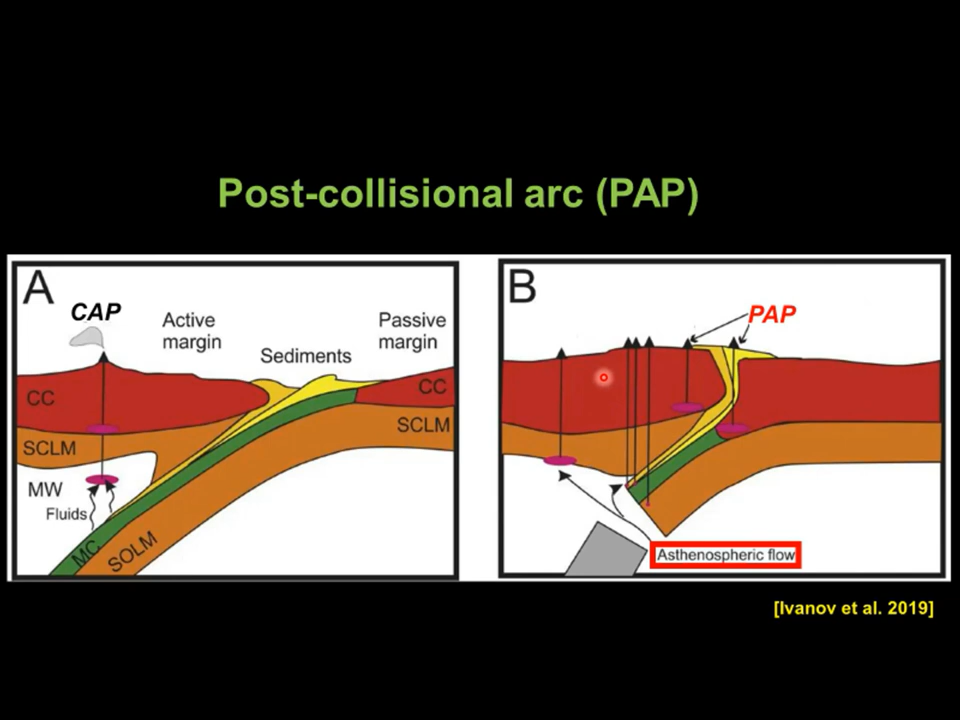 Post-collisional arc (PAP)
A
CAP
Active
margin
Passive
margin
Sediments
CC
CC
SCLM
SCLM
MW
Fluids
MC
SOLM
B
PAP
Asthenospheric flow
[Ivanov et al. 2019]